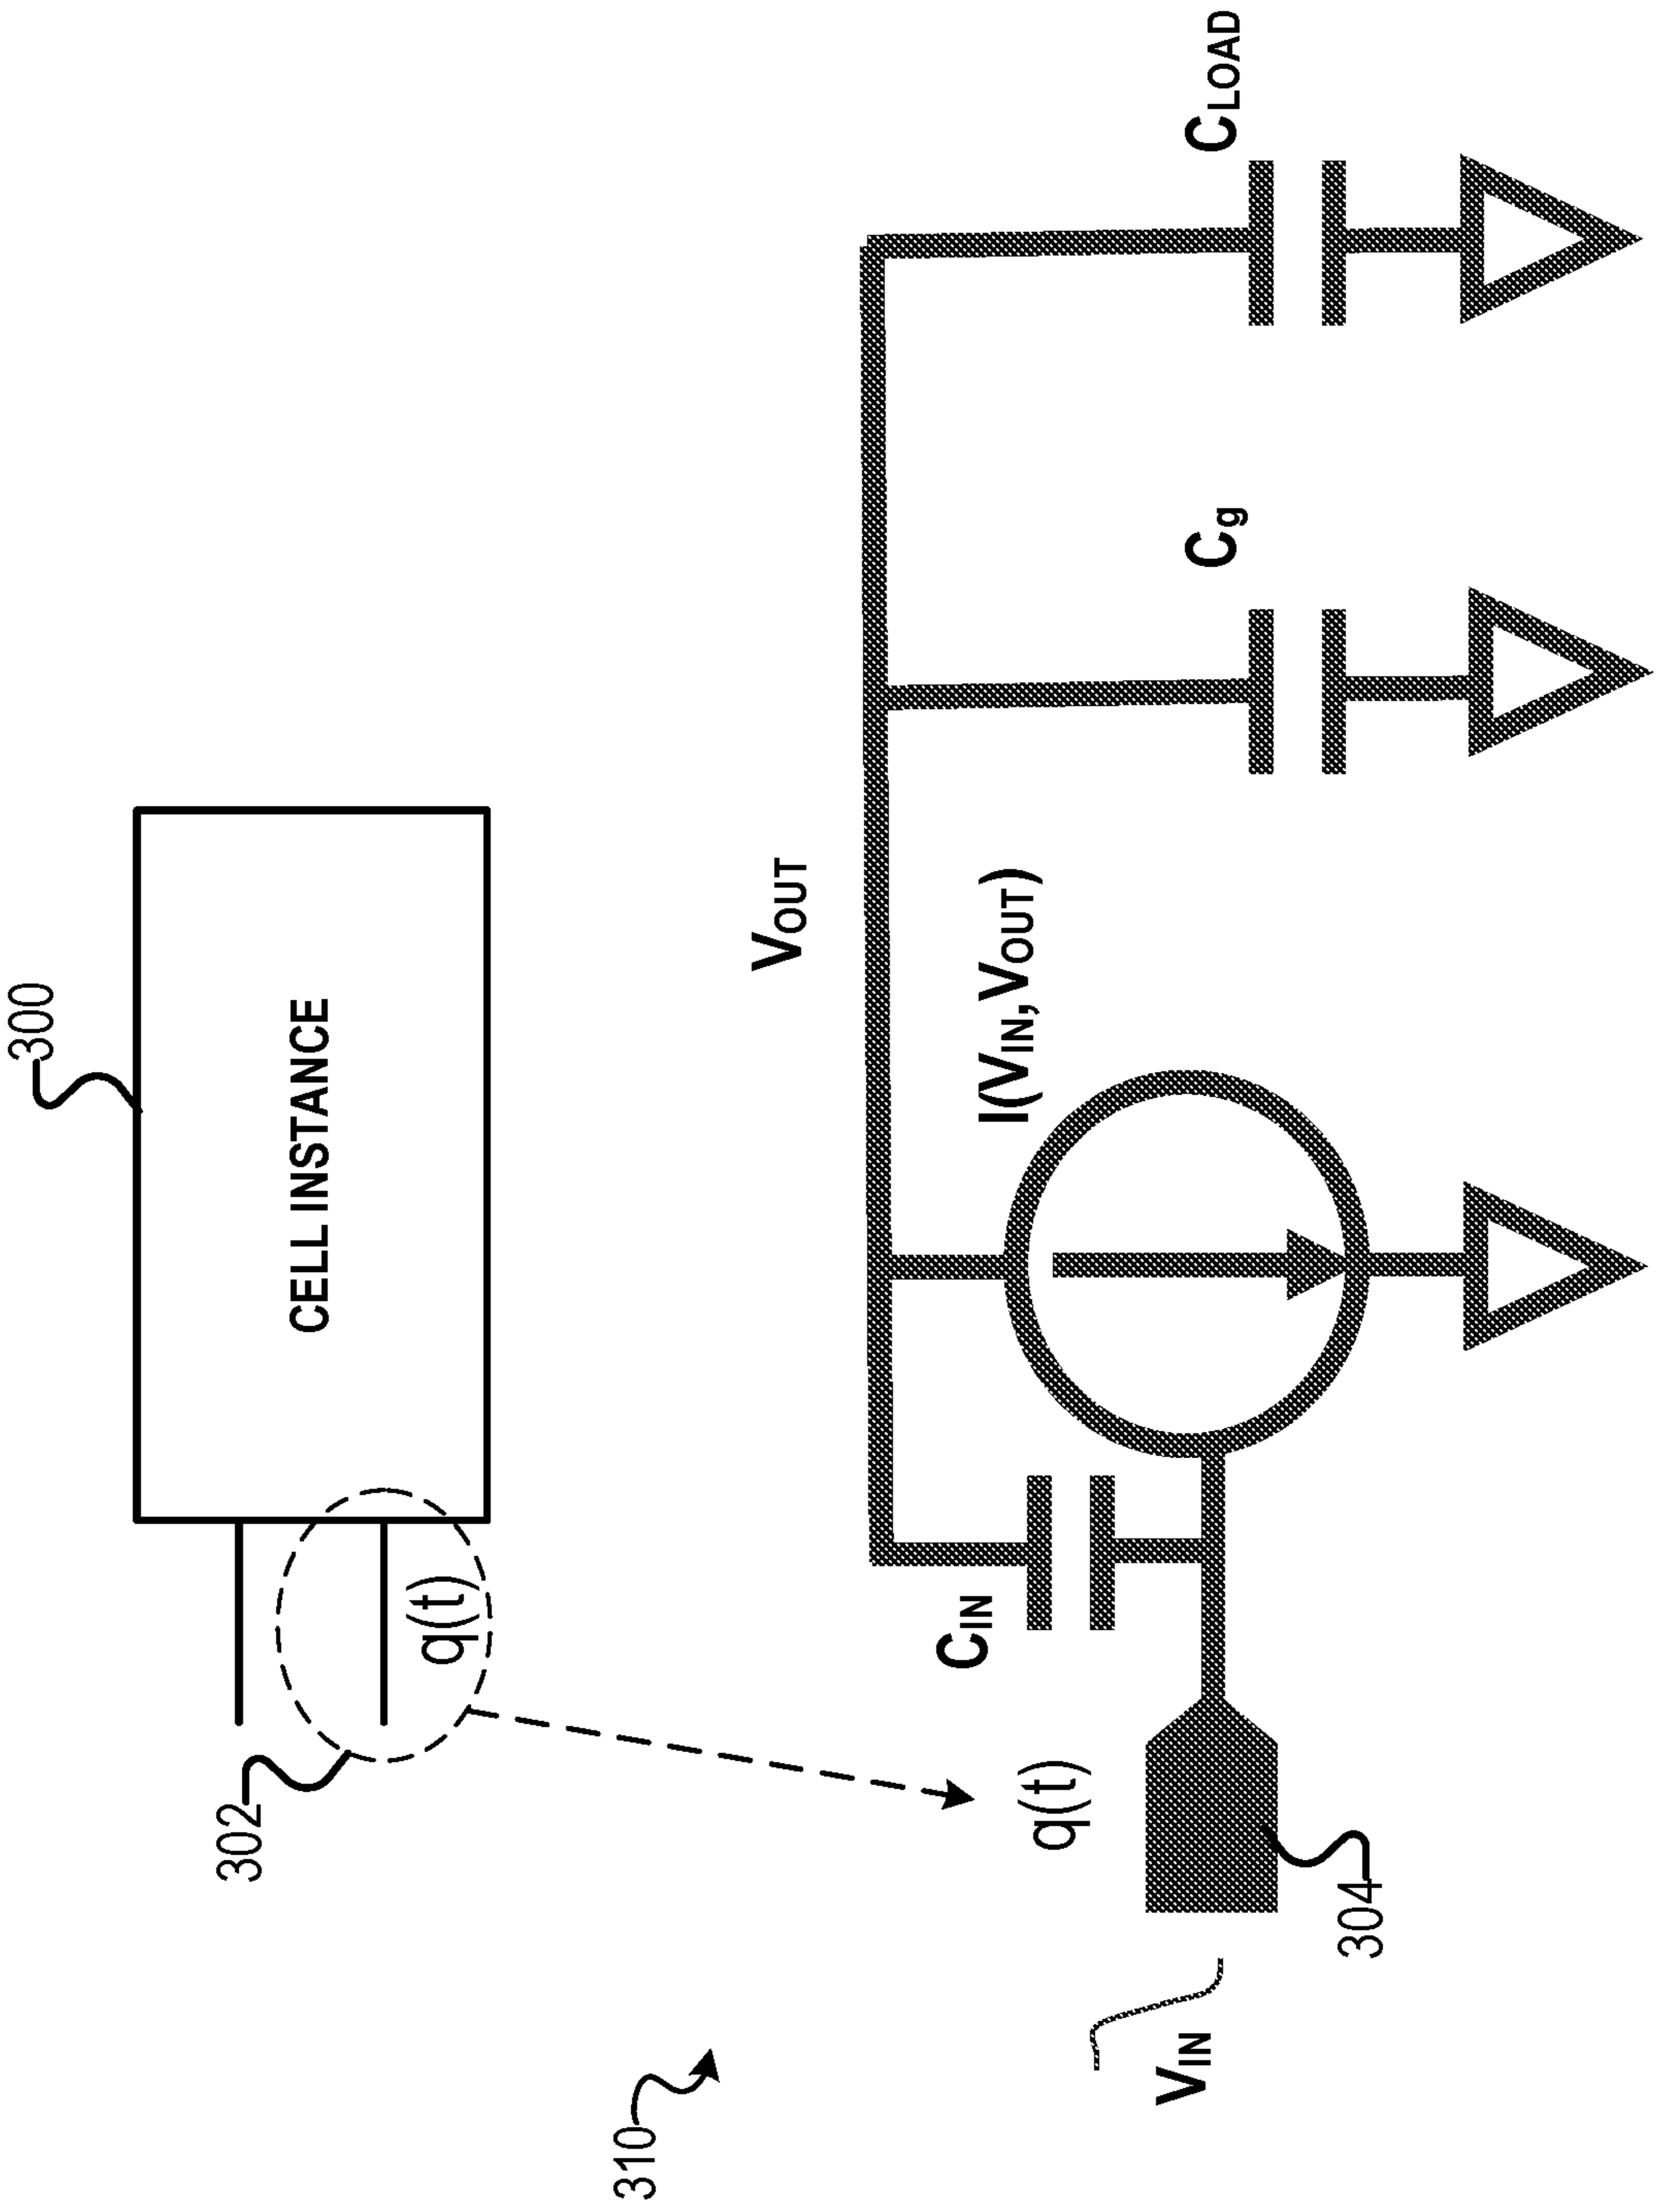 300
CELL INSTANCE
302
q(t)
310
VOUT
I(VIN,VOUT)
CIN
Cg
CLOAD
q(t)
VIN
304